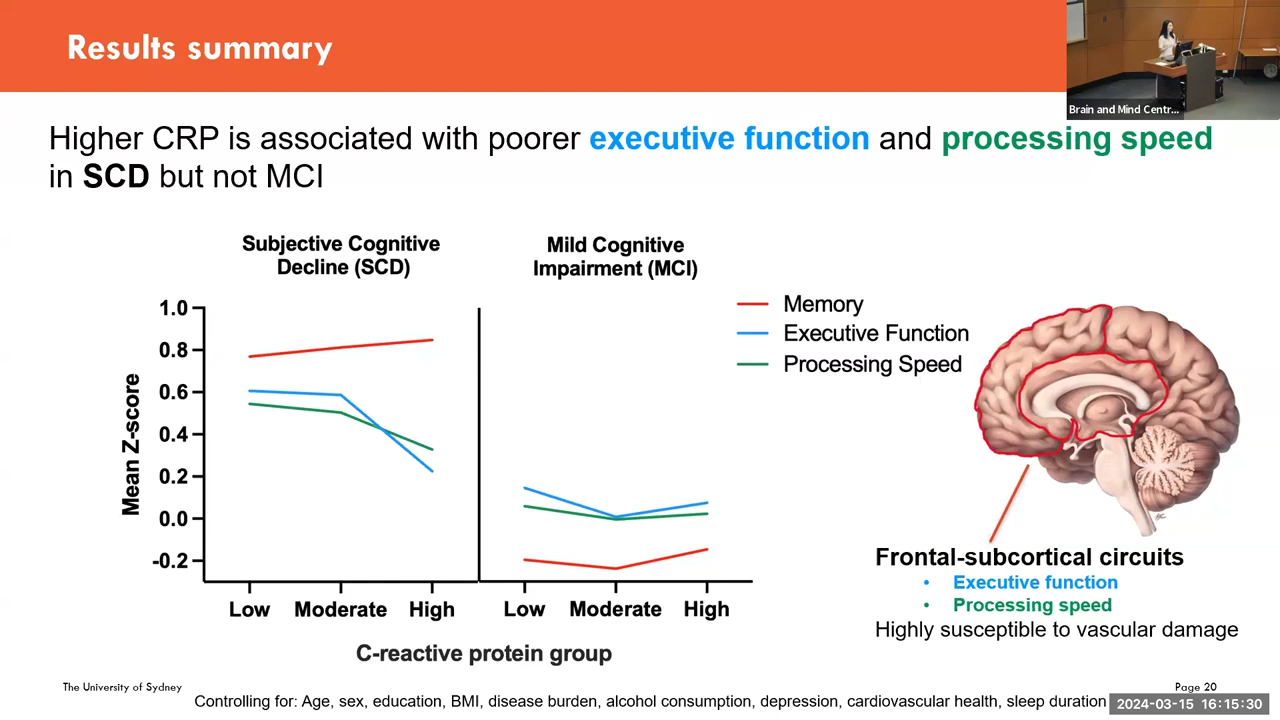 Results summary
Brain and Mind Centr...
Higher CRP is associated with poorer executive function and processing speed
in SCD but not MCI
Subjective Cognitive
Decline (SCD)
Mild Cognitive
Impairment (MCI)
Memory
Executive Function
Processing Speed
Mean Z-score
1.0
0.8
0.6
0.4
0.2
0.0
-0.2
Low Moderate High
Low Moderate High
C-reactive protein group
Frontal-subcortical circuits
• Executive function
• Processing speed
Highly susceptible to vascular damage
The University of Sydney
Page 20
Controlling for: Age, sex, education, BMI, disease burden, alcohol consumption, depression, cardiovascular health, sleep duration
2024-03-15 16:15:30